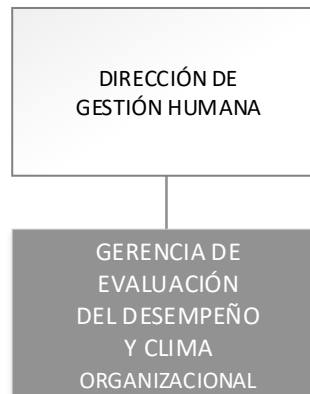 DIRECCIÓN DE
GESTIÓN HUMANA
GERENCIA DE
EVALUACIÓN
DEL DESEMPEÑO
Y CLIMA
ORGANIZACIONAL